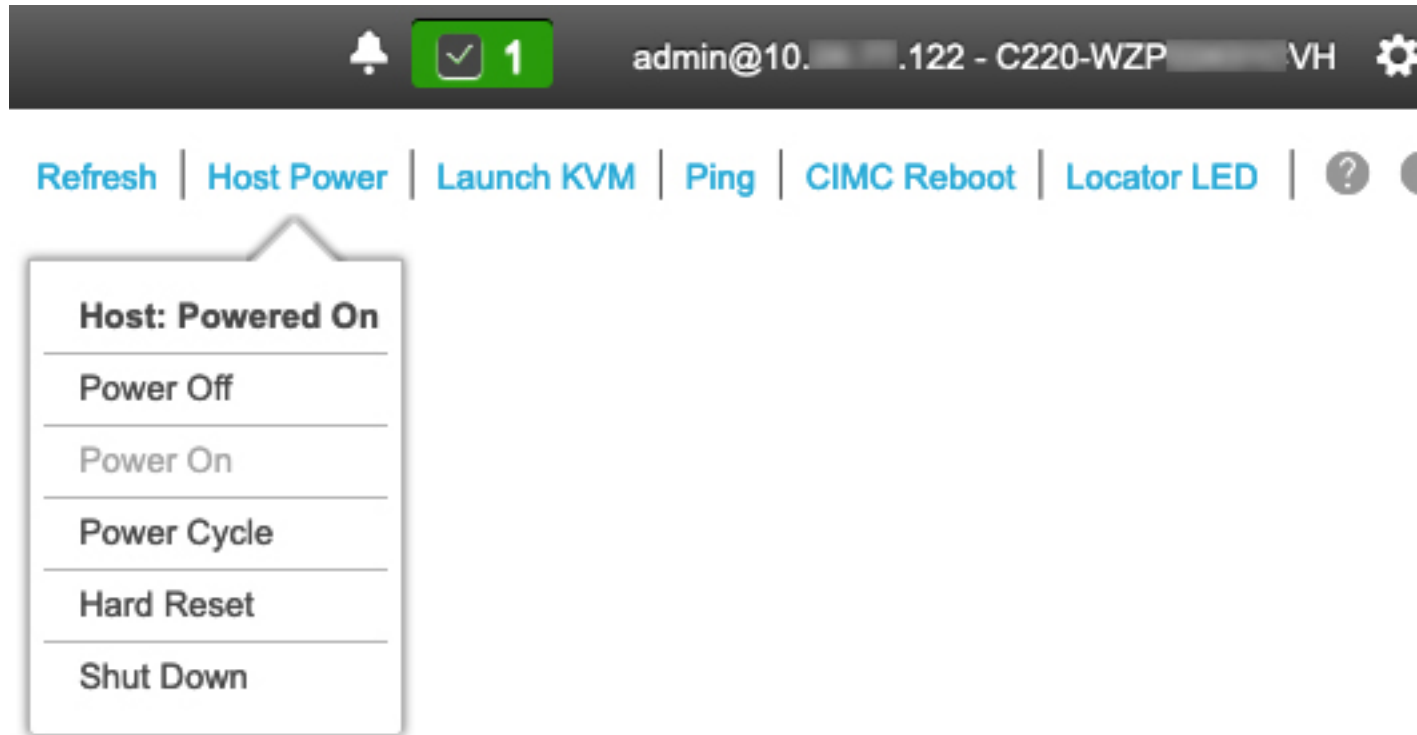 1 admin@10. .122 - C220-WZP VH
Refresh | Host Power | Launch KVM | Ping | CIMC Reboot | Locator LED | ?
Host: Powered On
Power Off
Power On
Power Cycle
Hard Reset
Shut Down